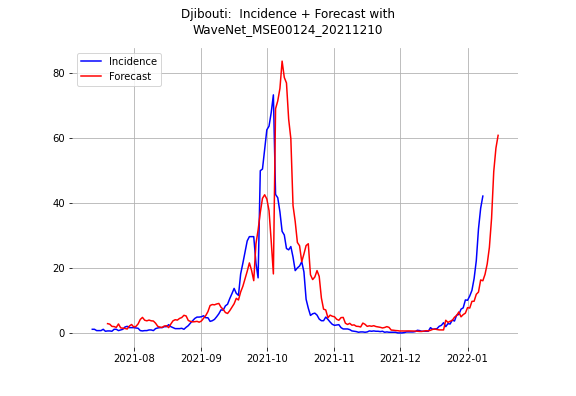 Djibouti:  Incidence + Forecast with
WaveNet_MSE00124_20211210
Incidence
Forecast
80
60
40
20
0
2021-08 2021-09 2021-10 2021-11 2021-12 2022-01